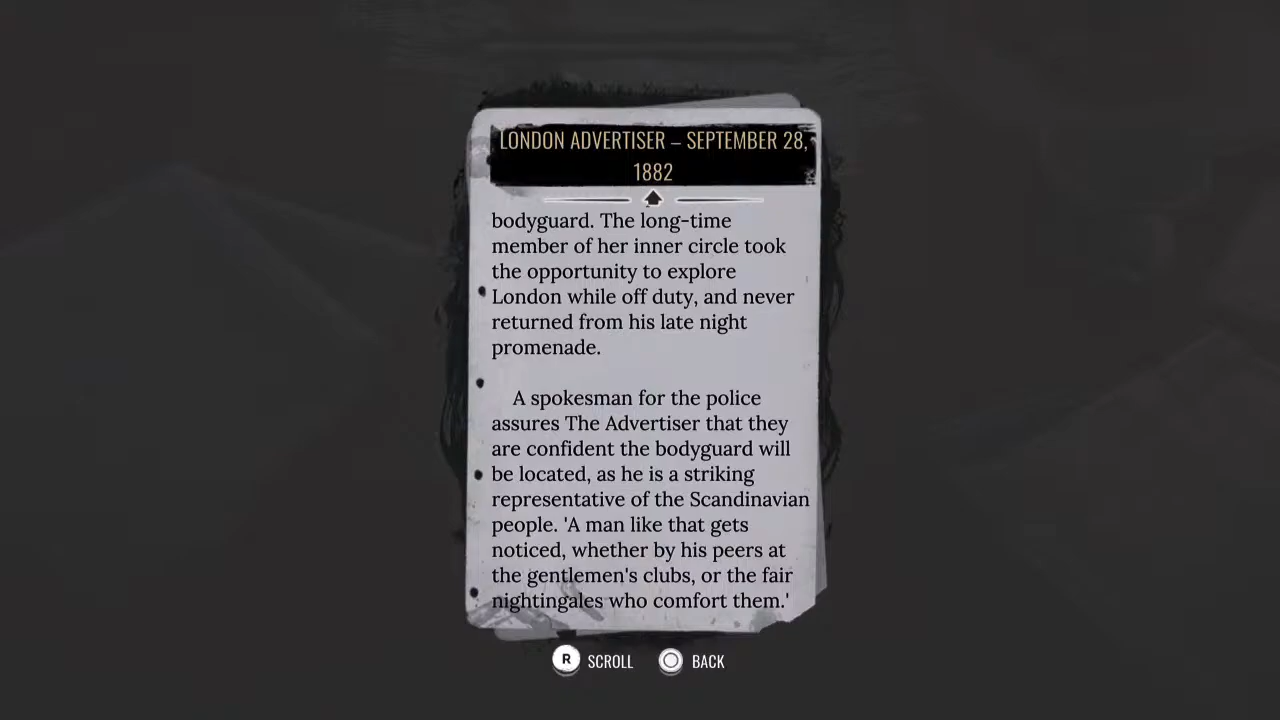 LONDON ADVERTISER – SEPTEMBER 28,
1882
bodyguard. The long-time
member of her inner circle took
the opportunity to explore
London while off duty, and never
returned from his late night
promenade.
A spokesman for the police
assures The Advertiser that they
are confident the bodyguard will
be located, as he is a striking
representative of the Scandinavian
people. 'A man like that gets
noticed, whether by his peers at
the gentlemen's clubs, or the fair
nightingales who comfort them.'
R SCROLL BACK